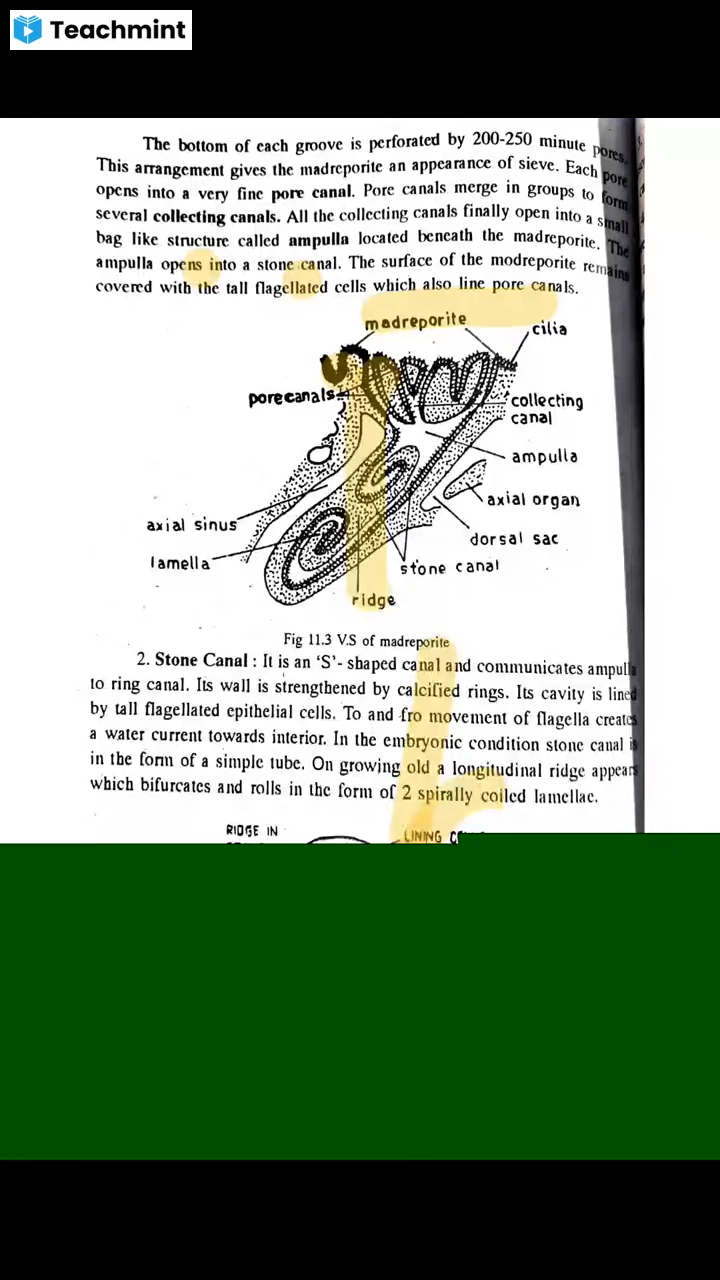 Teachmint
The bottom of each groove is perforated by 200-250 minute pores.
This arrangement gives the madreporite an appearance of sieve. Each pore
opens into a very fine pore canal. Pore canals merge in groups to form
several collecting canals. All the collecting canals finally open into a small
bag like structure called ampulla located beneath the madreporite. The
ampulla opens into a stone canal. The surface of the modreporite remains
covered with the tall flagellated cells which also line pore canals.
madreporite
cilia
porecanals
collecting
canal
ampulla
axial organ
axial sinus
dorsal sac
lamella
stone canal
ridge
Fig 11.3 V.S of madreporite
2. Stone Canal : It is an ‘S’- shaped canal and communicates ampulla
to ring canal. Its wall is strengthened by calcified rings. Its cavity is lined
by tall flagellated epithelial cells. To and fro movement of flagella creates
a water current towards interior. In the embryonic condition stone canal is
in the form of a simple tube. On growing old a longitudinal ridge appears
which bifurcates and rolls in the form of 2 spirally coiled lamellae.
RIDGE IN
LINING